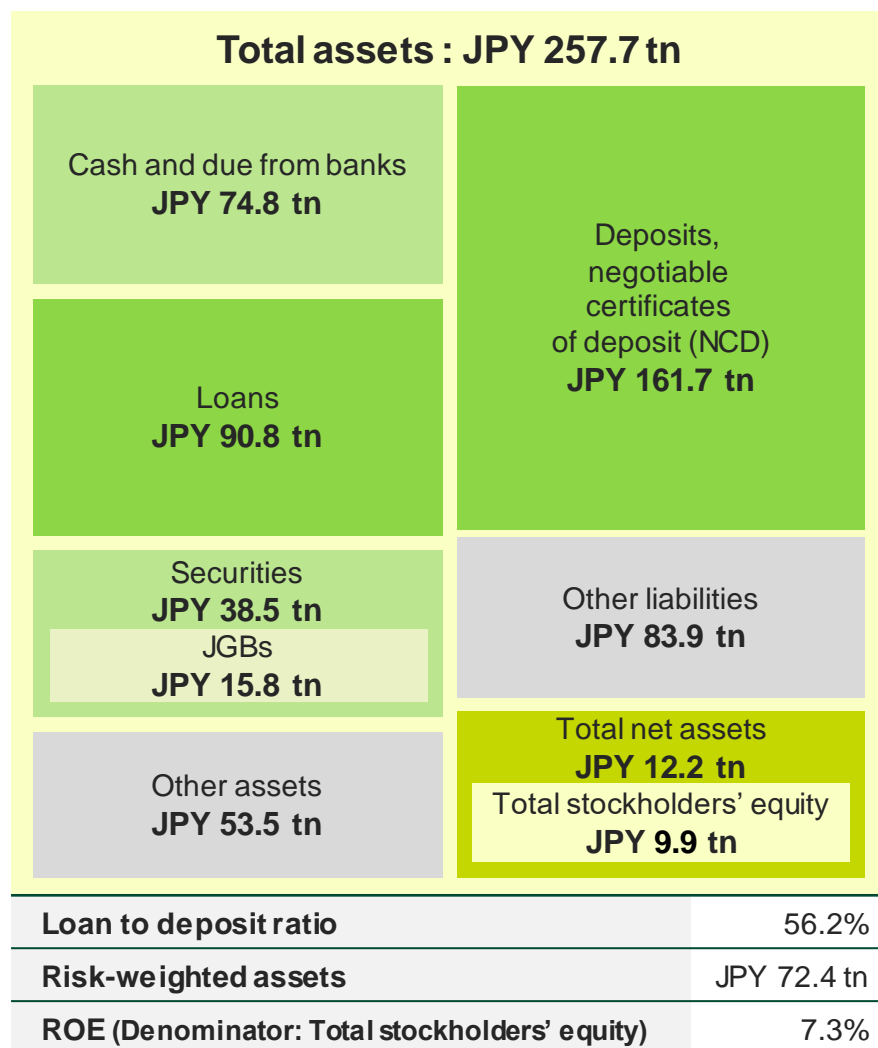 Total assets : JPY 257.7 tn
Cash and due from banks
JPY 74.8 tn
Loans
JPY 90.8 tn
Securities
JPY 38.5 tn
JGBs
JPY 15.8 tn
Other assets
JPY 53.5 tn
Deposits,
negotiable
certificates
of deposit (NCD)
JPY 161.7 tn
Other liabilities
JPY 83.9 tn
Total net assets
JPY 12.2 tn
Total stockholders’ equity
JPY 9.9 tn
Loan to deposit ratio 56.2%
Risk-weighted assets JPY 72.4 tn
ROE (Denominator: Total stockholders’ equity) 7.3%